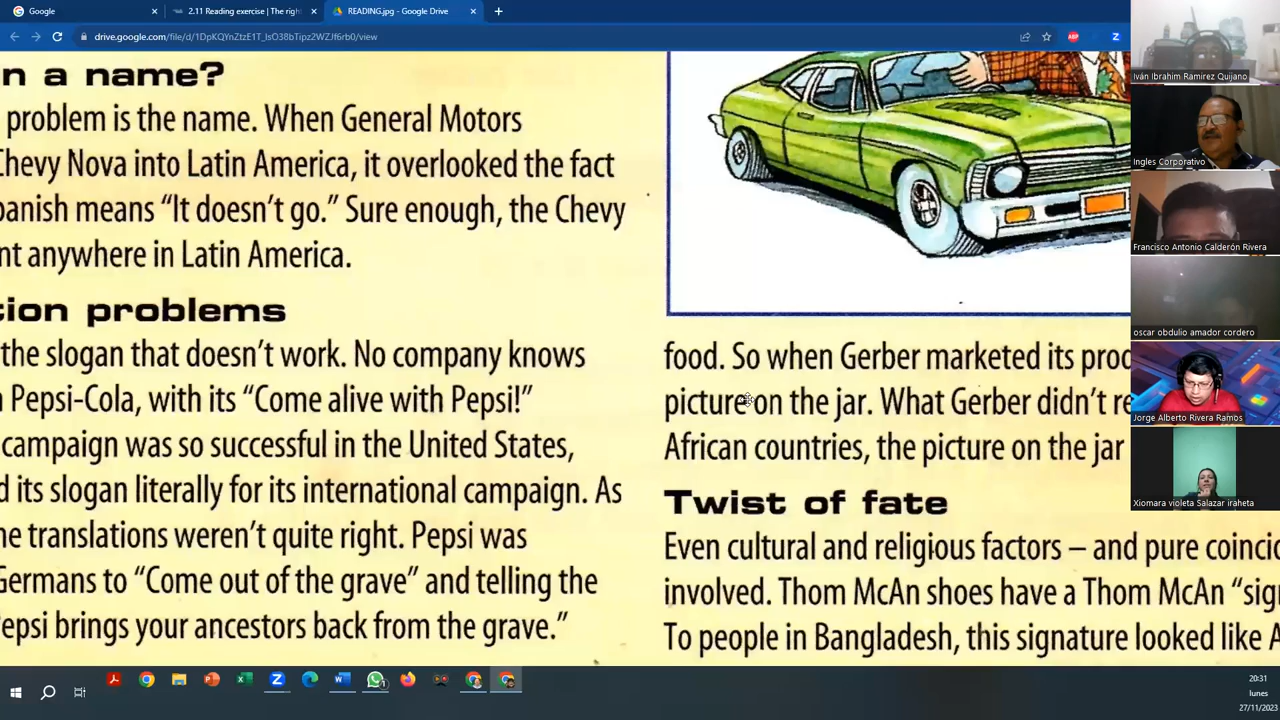 Google
2.11 Reading exercise | The righ
READING.jpg - Google Drive
drive.google.com/file/d/1DpKQYnZtzE1T_lsO38bTipz2WZJf6rb0/view
ABP
Z
n a name?
problem is the name. When General Motors
Chevy Nova into Latin America, it overlooked the fact
panish means “It doesn’t go.” Sure enough, the Chevy
nt anywhere in Latin America.
tion problems
the slogan that doesn’t work. No company knows
Pepsi-Cola, with its “Come alive with Pepsi!”
campaign was so successful in the United States,
d its slogan literally for its international campaign. As
he translations weren’t quite right. Pepsi was
Germans to “Come out of the grave” and telling the
Pepsi brings your ancestors back from the grave.”
food. So when Gerber marketed its prod
picture on the jar. What Gerber didn’t re
African countries, the picture on the jar
Twist of fate
Even cultural and religious factors – and pure coincid
involved. Thom McAn shoes have a Thom McAn “sign
To people in Bangladesh, this signature looked like A
Iván Ibrahim Ramirez Quijano
Ingles Corporativo
Francisco Antonio Calderón Rivera
oscar obdulio amador cordero
Jorge Alberto Rivera Ramos
Xiomara violeta Salazar iraheta
20:31
lunes
27/11/2023